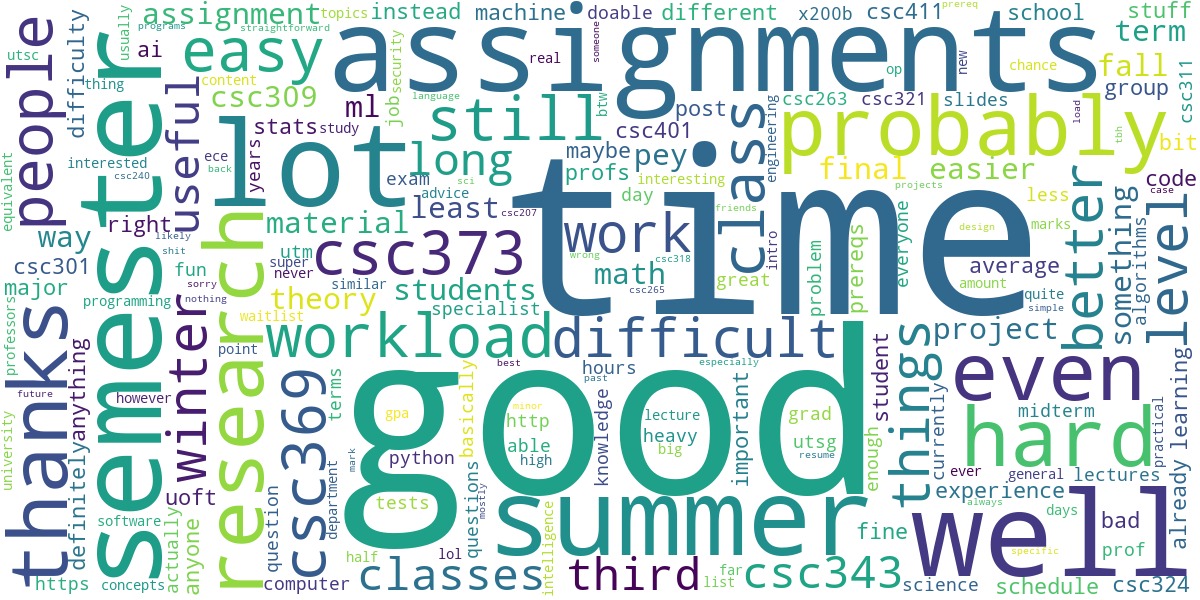 utsc
usually
programs
assignment
topics
instead
straightforward
machine
doable
different
x200b
csc411
prereq
school
stuff
term
people
difficulty
semester
ai
easy
security
assignments
real
someone
op
new
chance
fall
group
csc311
thing
content
csc309
ml
job
language
still
btw
post
engineering
csc263
csc321
slides
load
tbh
probably
bit
useful
lot
stats
study
years
csc401
class
equivalent
interested
csc240
ece
back
exam
long
maybe
pey
profs
interesting
final
easier
less
code
case
right
likely
shit
material
advice
sci
least
csc207
time
work
day
friends
intro
projects
everyone
marks
something
algorithms
level
way
csc301
fun
utm
super
never
csc373
wrong
csc318
math
great
problem
prereqs
design
average
better
major
programming
sorry
nothing
winter
research
theory
similar
students
csc265
amount
quite
simple
professors
thanks
anything
waitlist
specialist
workload
difficult
things
project
point
terms
best
hours
especially
student
future
however
csc369
gpa
good
basically
past
minor
http
lecture
grad
currently
even
midterm
practical
already
learning
university
definitely
uoft
mark
python
able
high
knowledge
heavy
big
important
utsg
resume
enough
hard
ever
general
lectures
software
question
department
tests
questions
mostly
summer
experience
always
days
well
bad
prof
concepts
actually
anyone
half
lol
intelligence
fine
specific
https
computer
classes
third
far
list
csc343
science
schedule
csc324